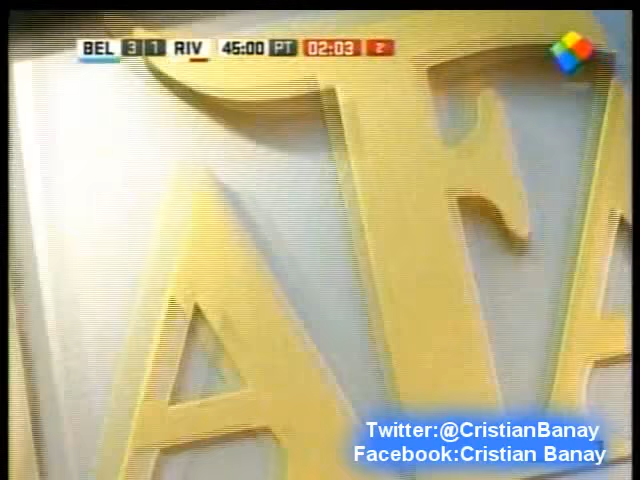 BEL 3 1 RIV 45:00 PT 02:03 2'
AFA
Twitter:@CristianBanay
Facebook:Cristian Banay